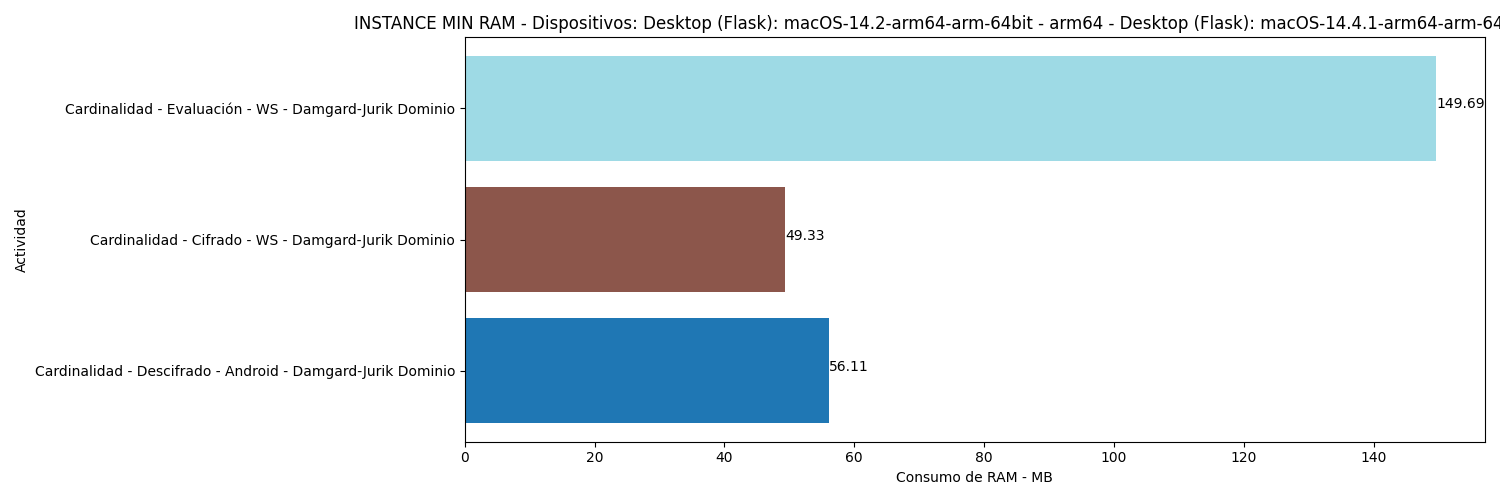 INSTANCE MIN RAM - Dispositivos: Desktop (Flask): macOS-14.2-arm64-arm-64bit - arm64 - Desktop (Flask): macOS-14.4.1-arm64-arm-64
Cardinalidad - Evaluación - WS - Damgard-Jurik Dominio
149.69
Cardinalidad - Cifrado - WS - Damgard-Jurik Dominio
49.33
Cardinalidad - Descifrado - Android - Damgard-Jurik Dominio
56.11
Actividad
0 20 40 60 80 100 120 140
Consumo de RAM - MB